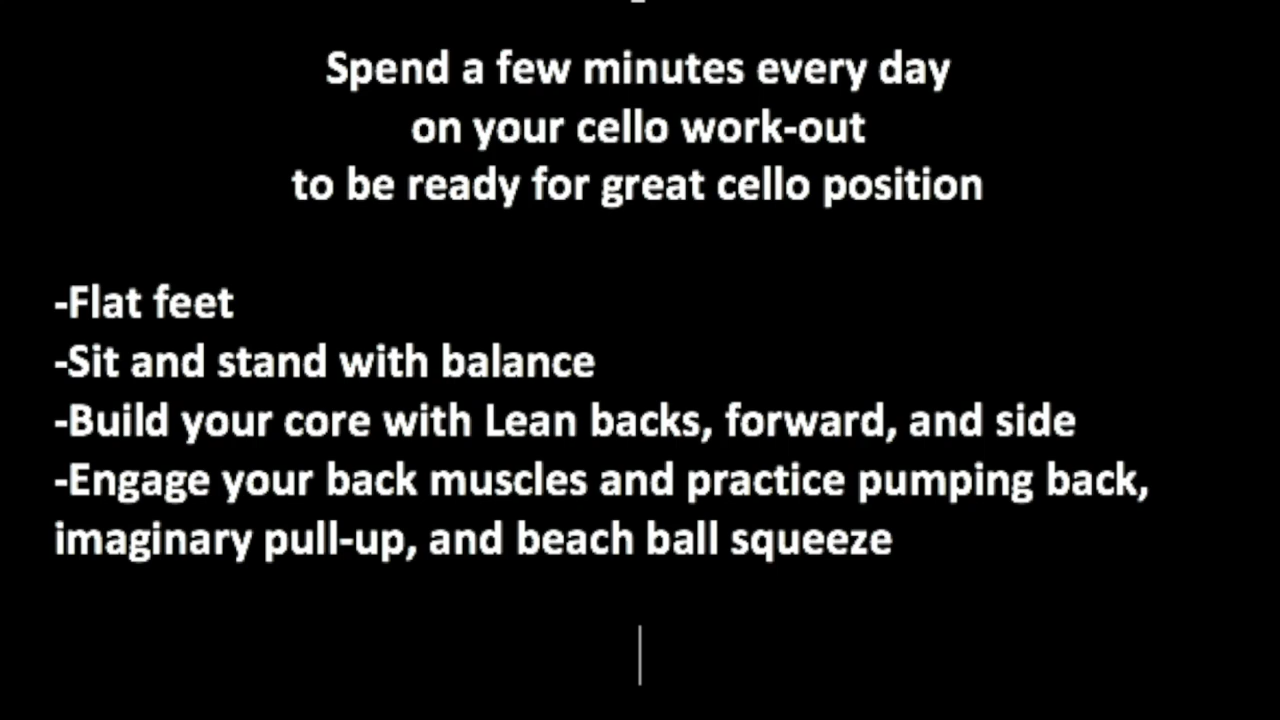 Spend a few minutes every day
on your cello work-out
to be ready for great cello position
-Flat feet
-Sit and stand with balance
-Build your core with Lean backs, forward, and side
-Engage your back muscles and practice pumping back,
imaginary pull-up, and beach ball squeeze